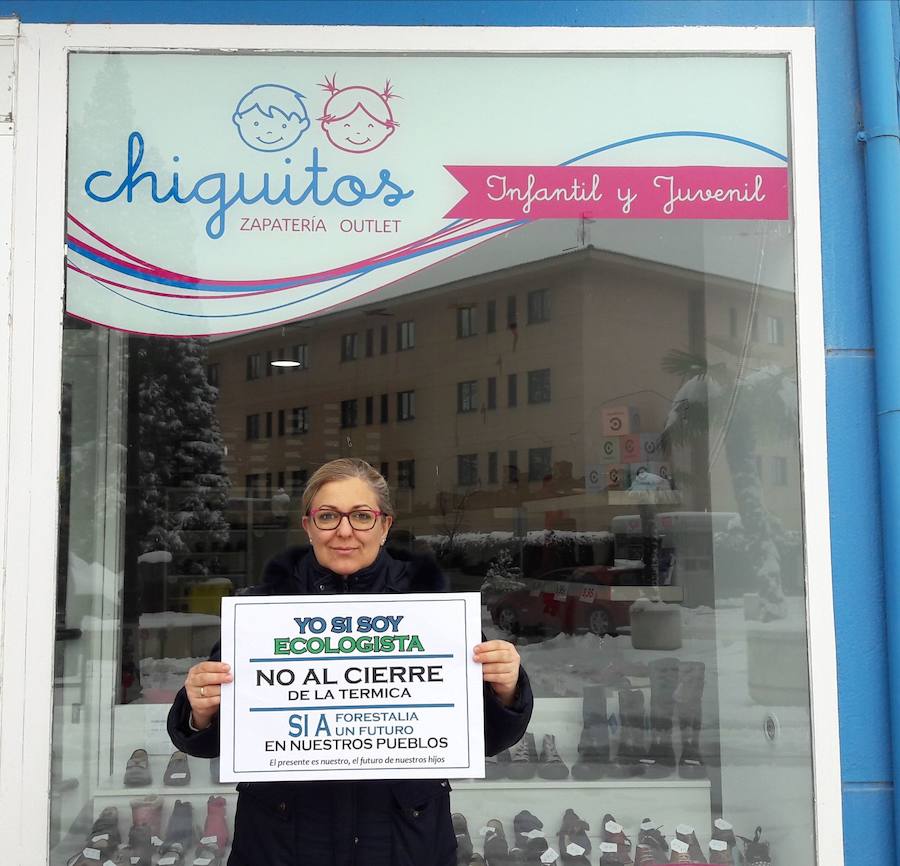 chiguitos
ZAPATERÍA OUTLET
Infantil y Juvenil
YO SI SOY
ECOLOGISTA
NO AL CIERRE
DE LA TERMICA
SI A FORESTALIA
UN FUTURO
EN NUESTROS PUEBLOS
El presente es nuestro, el futuro de nuestros hijos